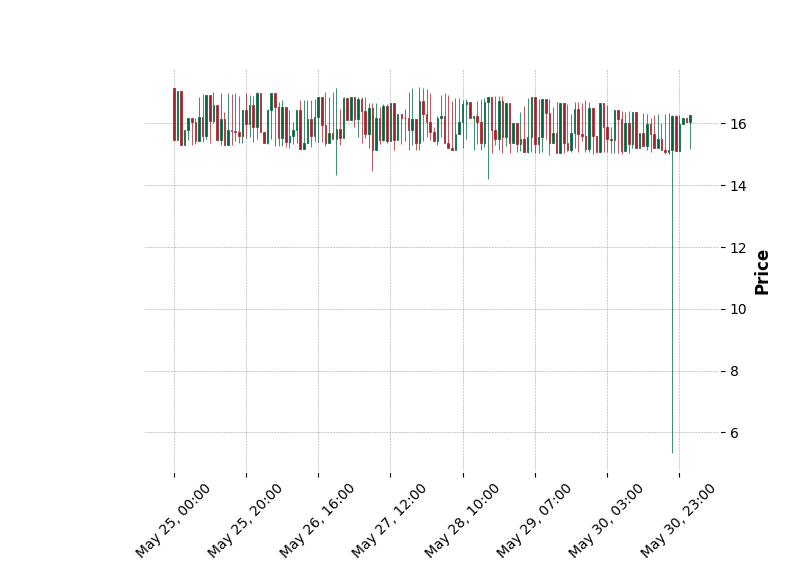 16
14
12
10
8
6
Price
May 25, 00:00
May 25, 20:00
May 26, 16:00
May 27, 12:00
May 28, 10:00
May 29, 07:00
May 30, 03:00
May 30, 23:00